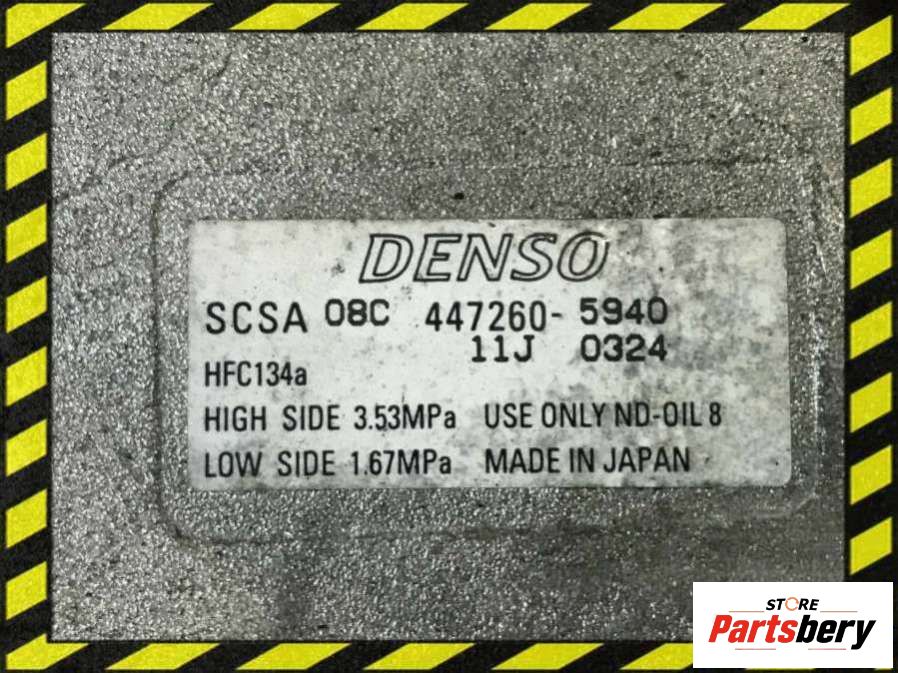 DENSO
SCSA 08C 447260-5940
11J 0324
HFC134a
HIGH SIDE 3.53MPa USE ONLY ND-OIL 8
LOW SIDE 1.67MPa MADE IN JAPAN
STORE
Partsbery